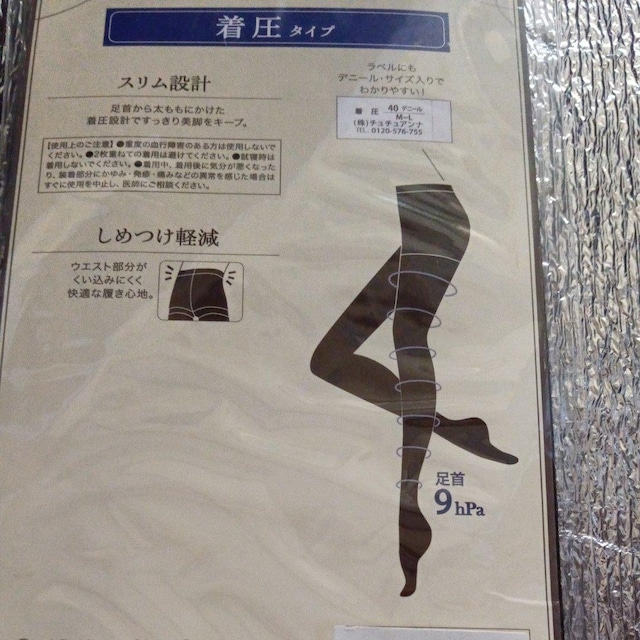 着圧タイプ
スリム設計
足首から太ももにかけた
着圧設計ですっきり美脚をキープ。
【使用上のご注意】●重度の血行障害のある方は使用しないで
ください。●2枚重ねての着用は避けてください。●就寝時は
着用しないでください。●着用中、着用後に気分が悪くなった
り、装着部分にかゆみ・発疹・痛みなどの異常を感じた場合は
すぐに使用を中止し、医師にご相談ください。
しめつけ軽減
ウエスト部分が
くい込みにくく
快適な履き心地。
ラベルにも
デニール・サイズ入りで
わかりやすい!
着 圧 40 デニール
M-L
(株)チュチュアンナ
TEL. 0120-576-755
足首
9hPa